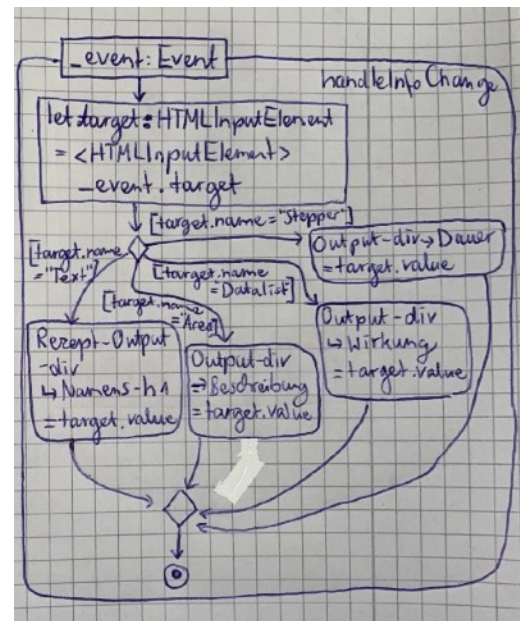 _event: Event
handleInfoChange
let target: HTMLInputElement
= <HTMLInputElement>
_event.target
[target.name="Stepper"]
Output-div→Dauer
=target.value
[target.name
="Text"]
[target.name
=Datalist]
[target.name
="Area]
Rezept-Output
-div
↳Namens-h1
=target.value
Output-div
→Beschreibung
=target.value
Output-div
↳Wirkung
=target.value